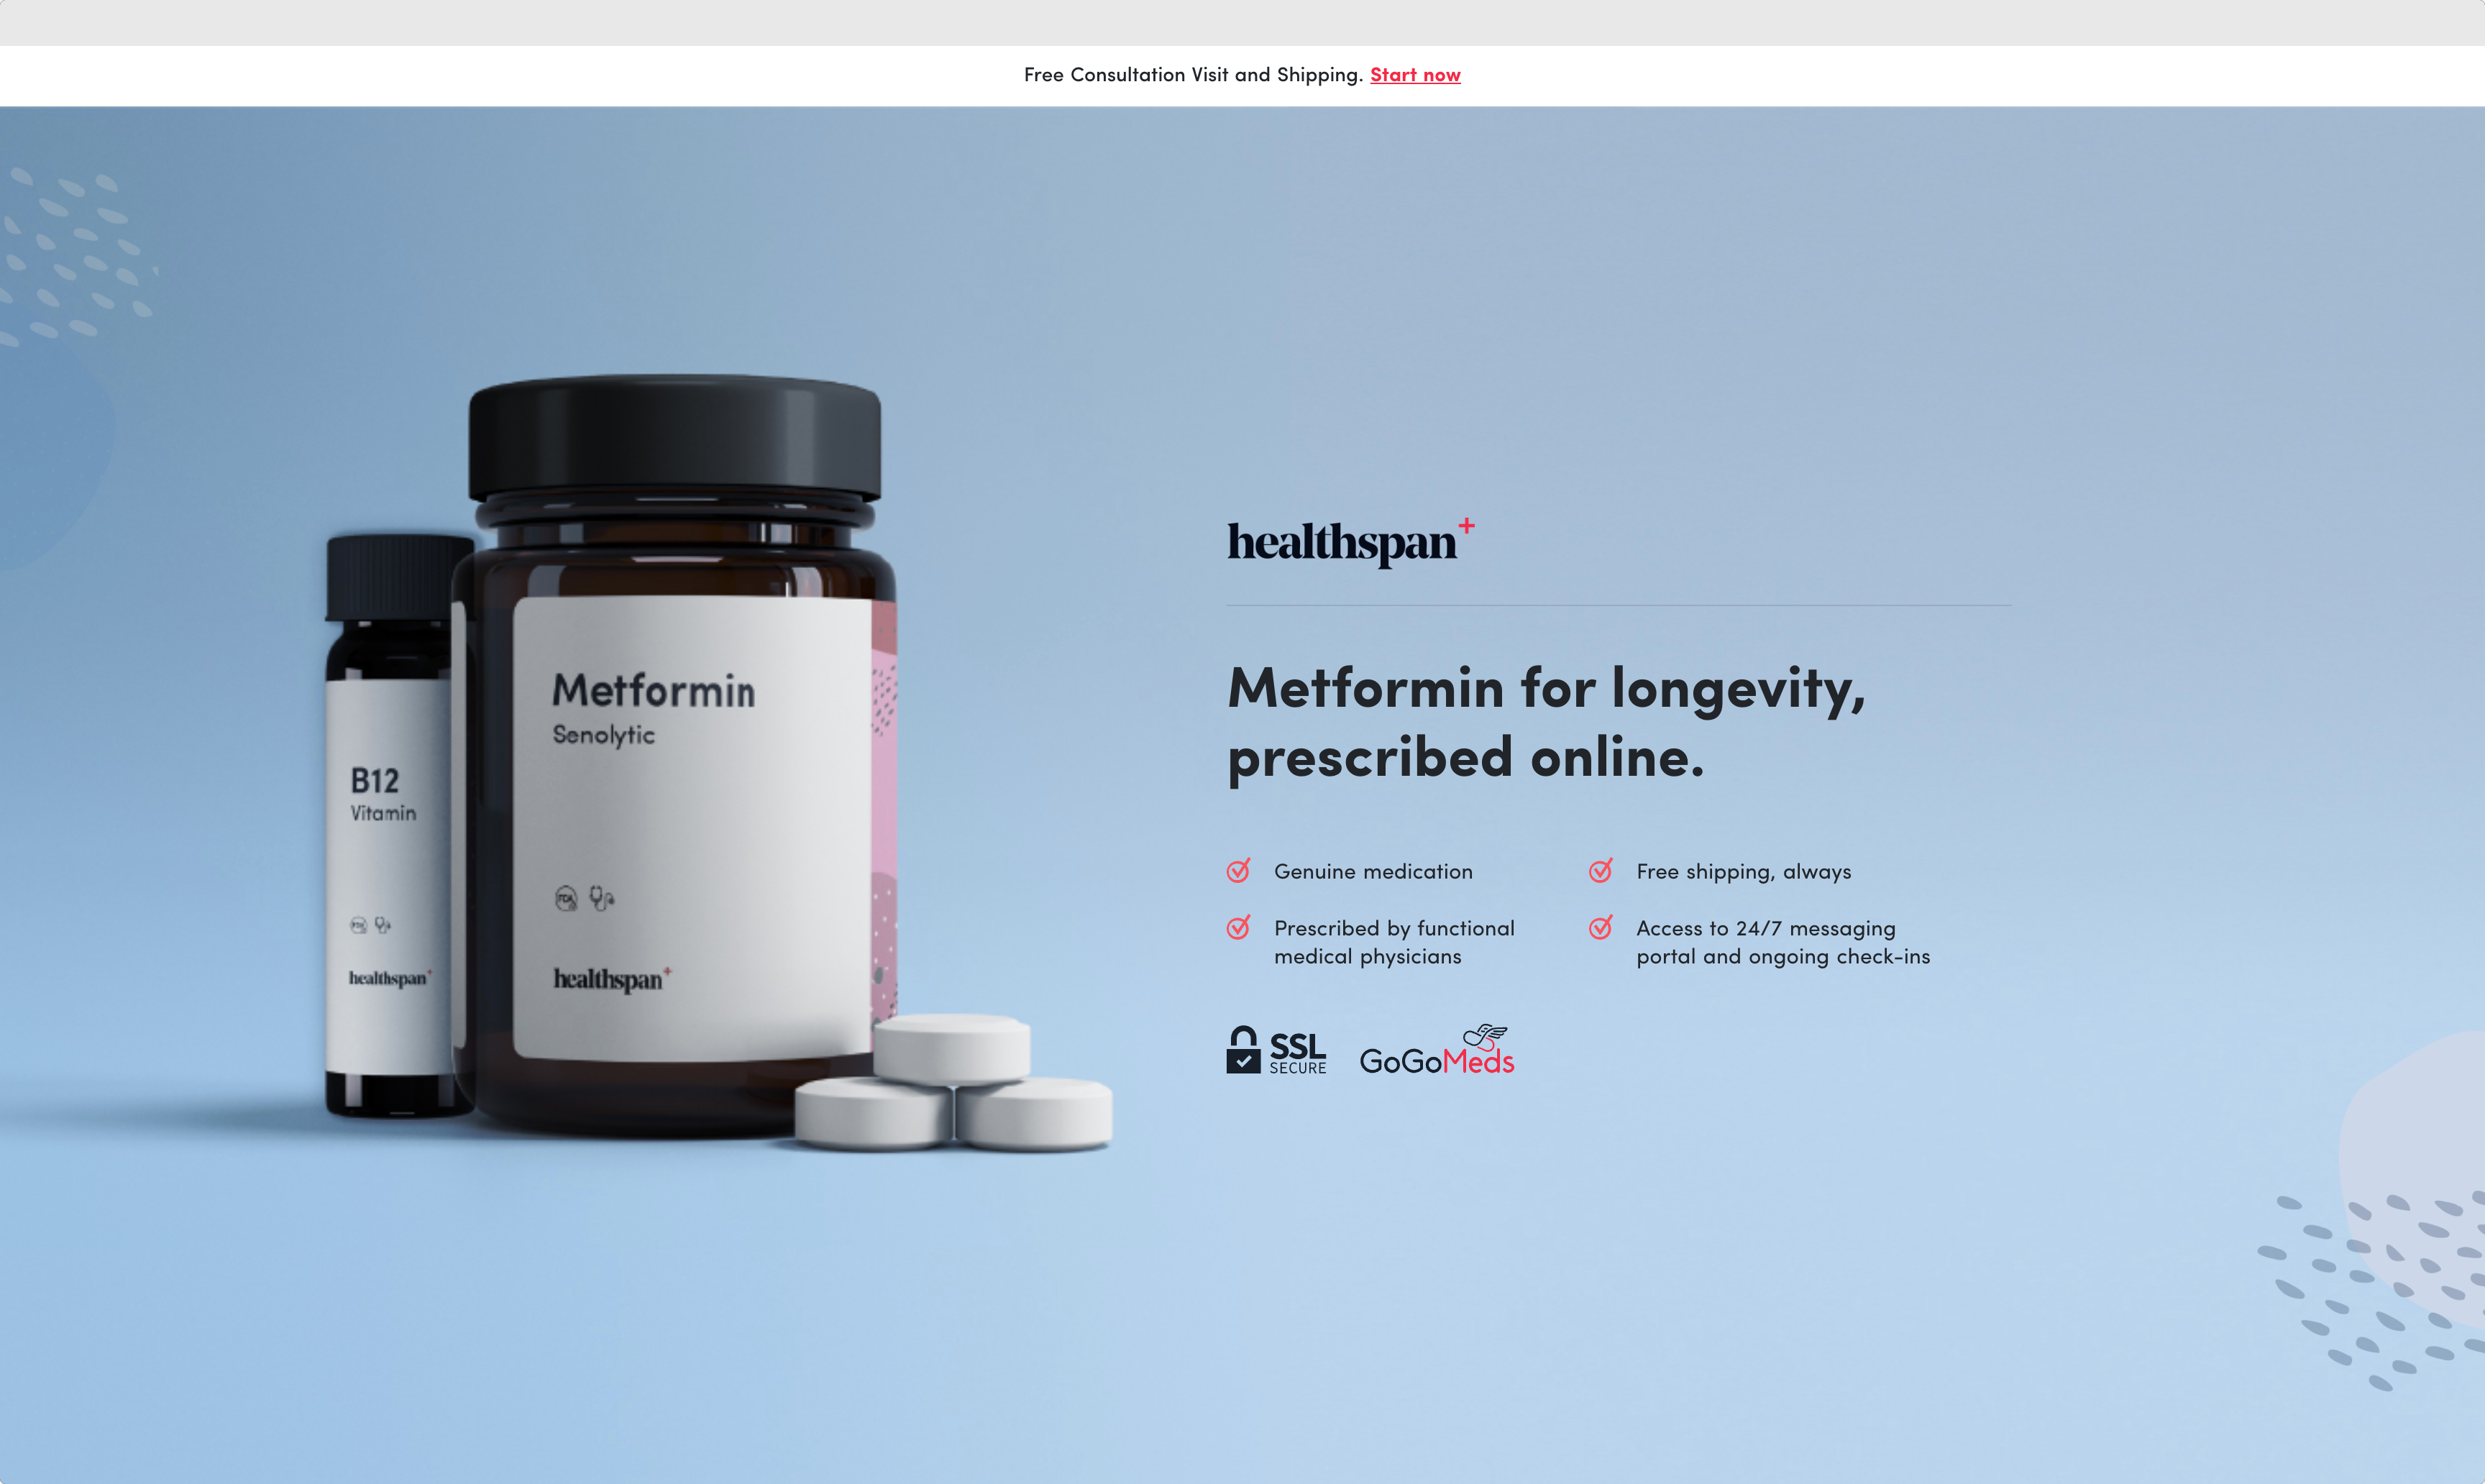 Free Consultation Visit and Shipping. Start now
Metformin
Senolytic
FDA
healthspan+
B12
Vitamin
healthspan+
healthspan+
Metformin for longevity,
prescribed online.
Genuine medication
Free shipping, always
Prescribed by functional
medical physicians
Access to 24/7 messaging
portal and ongoing check-ins
SSL
SECURE
GoGoMeds